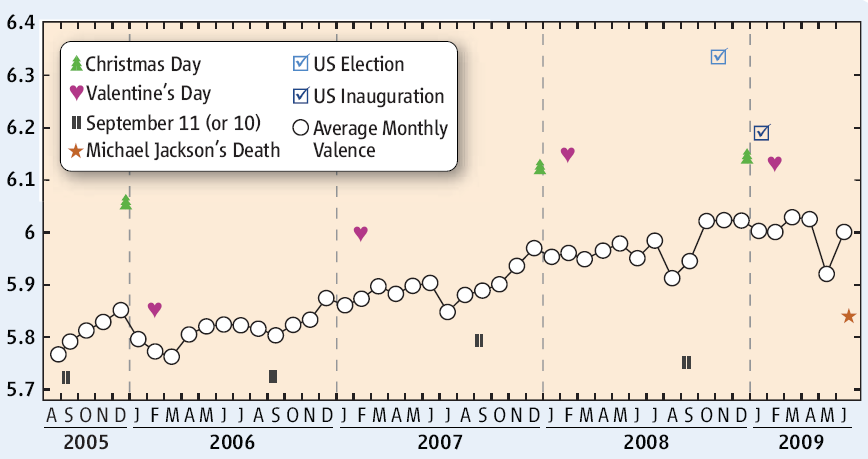 6.4
6.3
6.2
6.1
6
5.9
5.8
5.7
Christmas Day
Valentine's Day
September 11 (or 10)
Michael Jackson's Death
US Election
US Inauguration
Average Monthly
Valence
A S O N D J F M A M J J A S O N D J F M A M J J A S O N D J F M A M J J A S O N D J F M A M J
2005 2006 2007 2008 2009